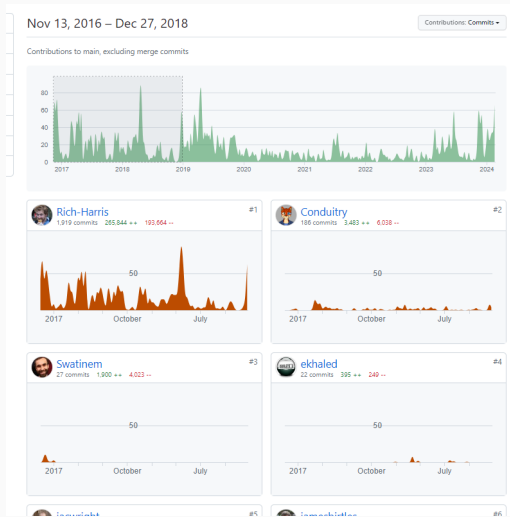 Nov 13, 2016 – Dec 27, 2018
Contributions: Commits
Contributions to main, excluding merge commits
80
60
40
20
0
2017 2018 2019 2020 2021 2022 2023 2024
Rich-Harris #1
1,919 commits 265,844 ++ 193,664 --
50
2017 October July
Conduitry #2
186 commits 3,483 ++ 6,038 --
50
2017 October July
Swatinem #3
27 commits 1,900 ++ 4,023 --
50
2017 October July
ekhaled #4
22 commits 395 ++ 249 --
50
2017 October July
#5
#6